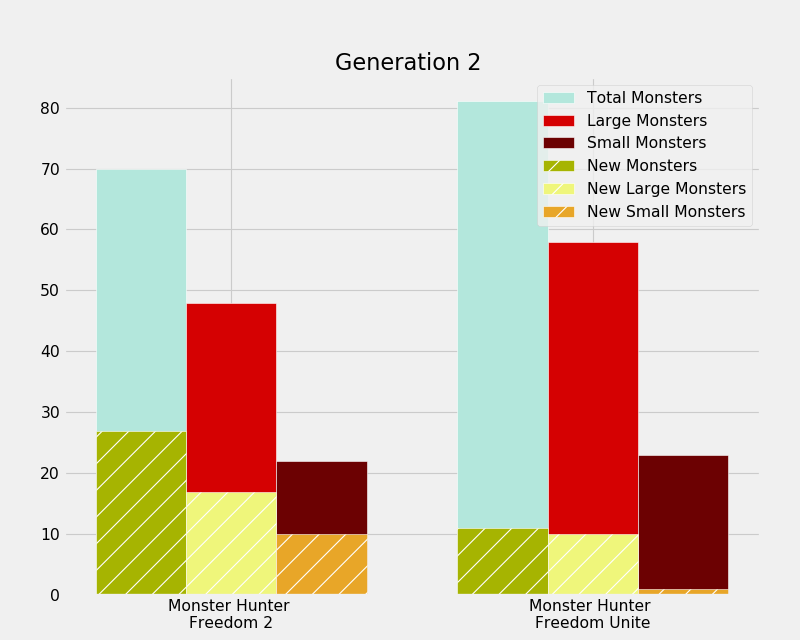 Generation 2
Total Monsters
Large Monsters
Small Monsters
New Monsters
New Large Monsters
New Small Monsters
80
70
60
50
40
30
20
10
0
Monster Hunter
Freedom 2
Monster Hunter
Freedom Unite